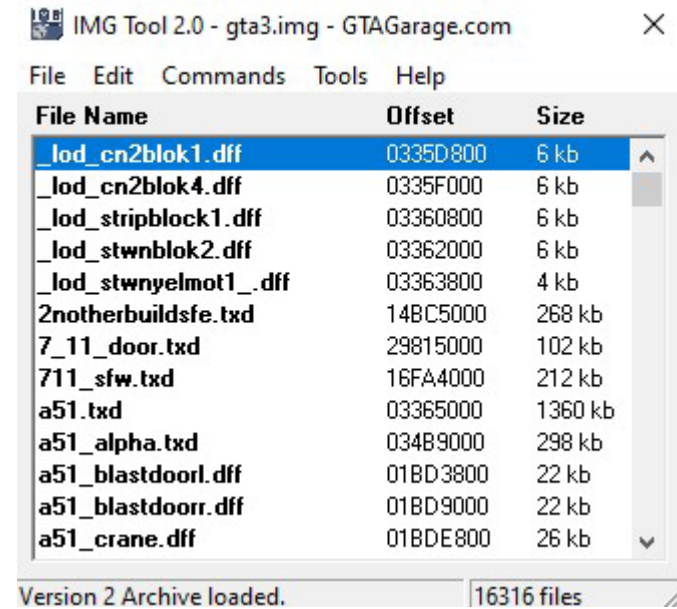 IMG Tool 2.0 - gta3.img - GTAGarage.com
File Edit Commands Tools Help
File Name Offset Size
_lod_cn2blok1.dff 0335D800 6 kb
_lod_cn2blok4.dff 0335F000 6 kb
_lod_stripblock1.dff 03360800 6 kb
_lod_stwnblok2.dff 03362000 6 kb
_lod_stwnyelmot1_.dff 03363800 4 kb
2notherbuildsfe.txd 14BC5000 268 kb
7_11_door.txd 29815000 102 kb
711_sfw.txd 16FA4000 212 kb
a51.txd 03365000 1360 kb
a51_alpha.txd 034B9000 298 kb
a51_blastdoorl.dff 01BD3800 22 kb
a51_blastdoorr.dff 01BD9000 22 kb
a51_crane.dff 01BDE800 26 kb
Version 2 Archive loaded. 16316 files